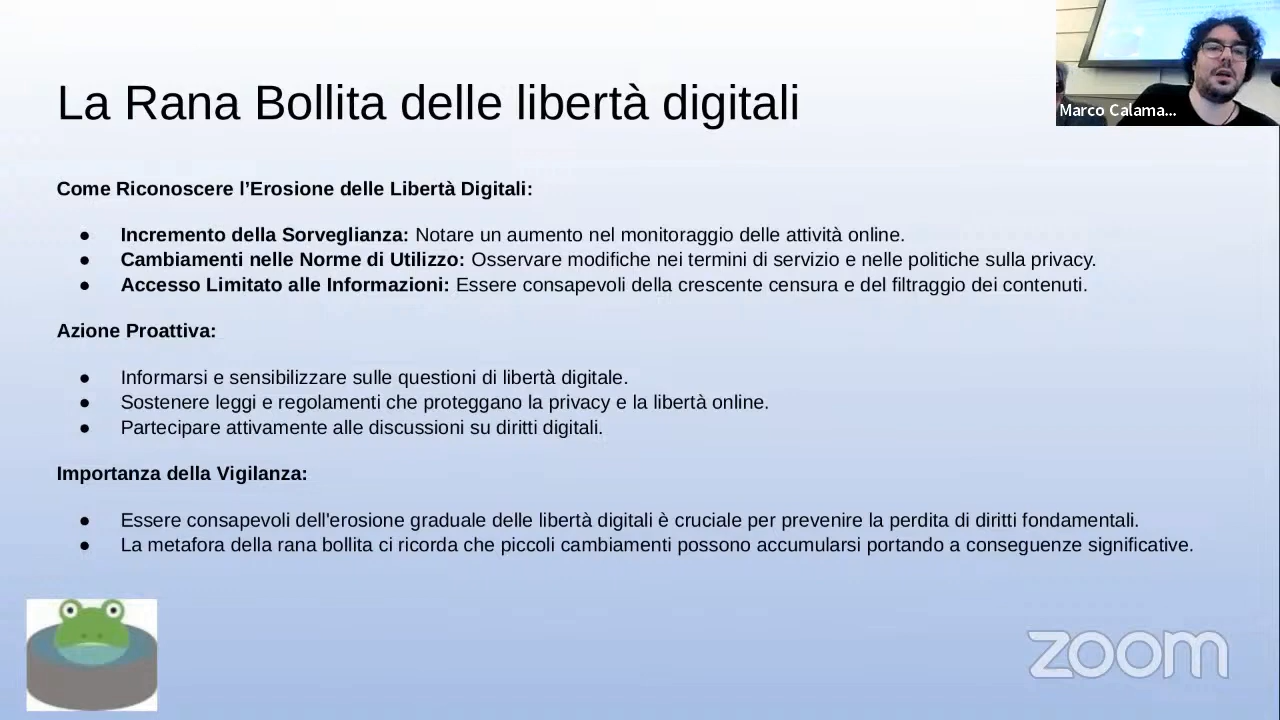 La Rana Bollita delle libertà digitali
Marco Calama...
Come Riconoscere l’Erosione delle Libertà Digitali:
● Incremento della Sorveglianza: Notare un aumento nel monitoraggio delle attività online.
● Cambiamenti nelle Norme di Utilizzo: Osservare modifiche nei termini di servizio e nelle politiche sulla privacy.
● Accesso Limitato alle Informazioni: Essere consapevoli della crescente censura e del filtraggio dei contenuti.
Azione Proattiva:
● Informarsi e sensibilizzare sulle questioni di libertà digitale.
● Sostenere leggi e regolamenti che proteggano la privacy e la libertà online.
● Partecipare attivamente alle discussioni su diritti digitali.
Importanza della Vigilanza:
● Essere consapevoli dell'erosione graduale delle libertà digitali è cruciale per prevenire la perdita di diritti fondamentali.
● La metafora della rana bollita ci ricorda che piccoli cambiamenti possono accumularsi portando a conseguenze significative.
zoom